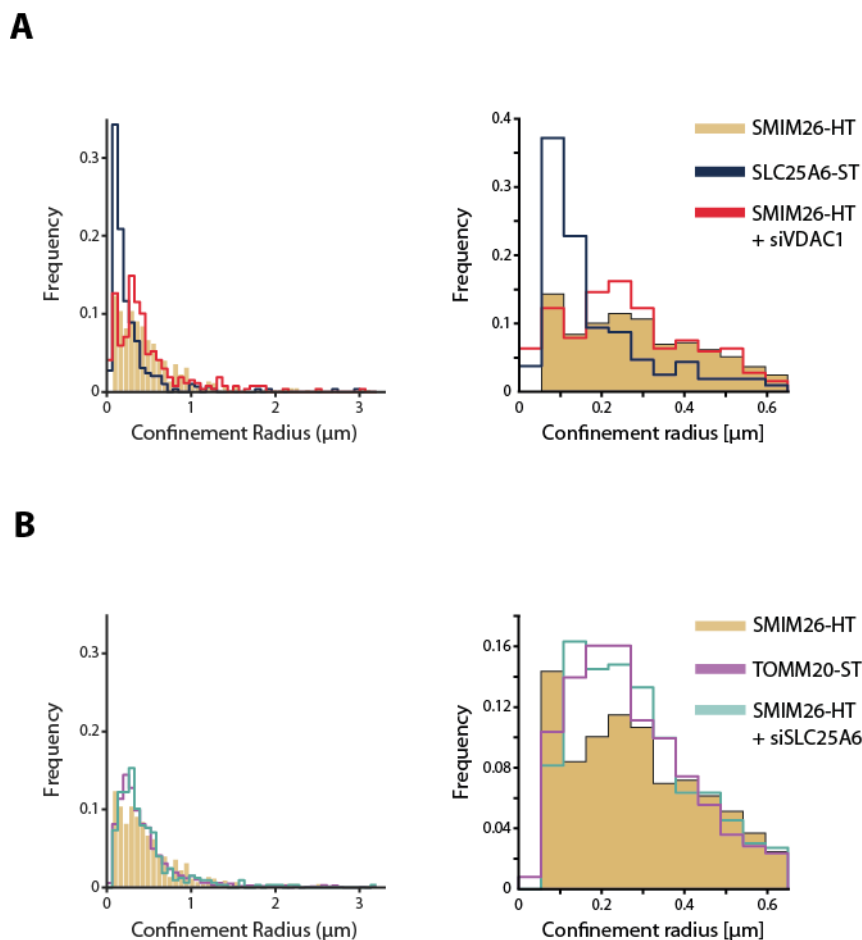 A
0.3
0.2
0.1
0
0
1
2
3
Frequency
Confinement Radius (μm)
0.4
0.3
0.2
0.1
0
0
0.2
0.4
0.6
Frequency
Confinement radius [μm]
SMIM26-HT
SLC25A6-ST
SMIM26-HT
+ siVDAC1
B
0.3
0.2
0.1
0
0
1
2
3
Frequency
Confinement Radius (μm)
0.16
0.12
0.08
0.04
0
0
0.2
0.4
0.6
Frequency
Confinement radius [μm]
SMIM26-HT
TOMM20-ST
SMIM26-HT
+ siSLC25A6